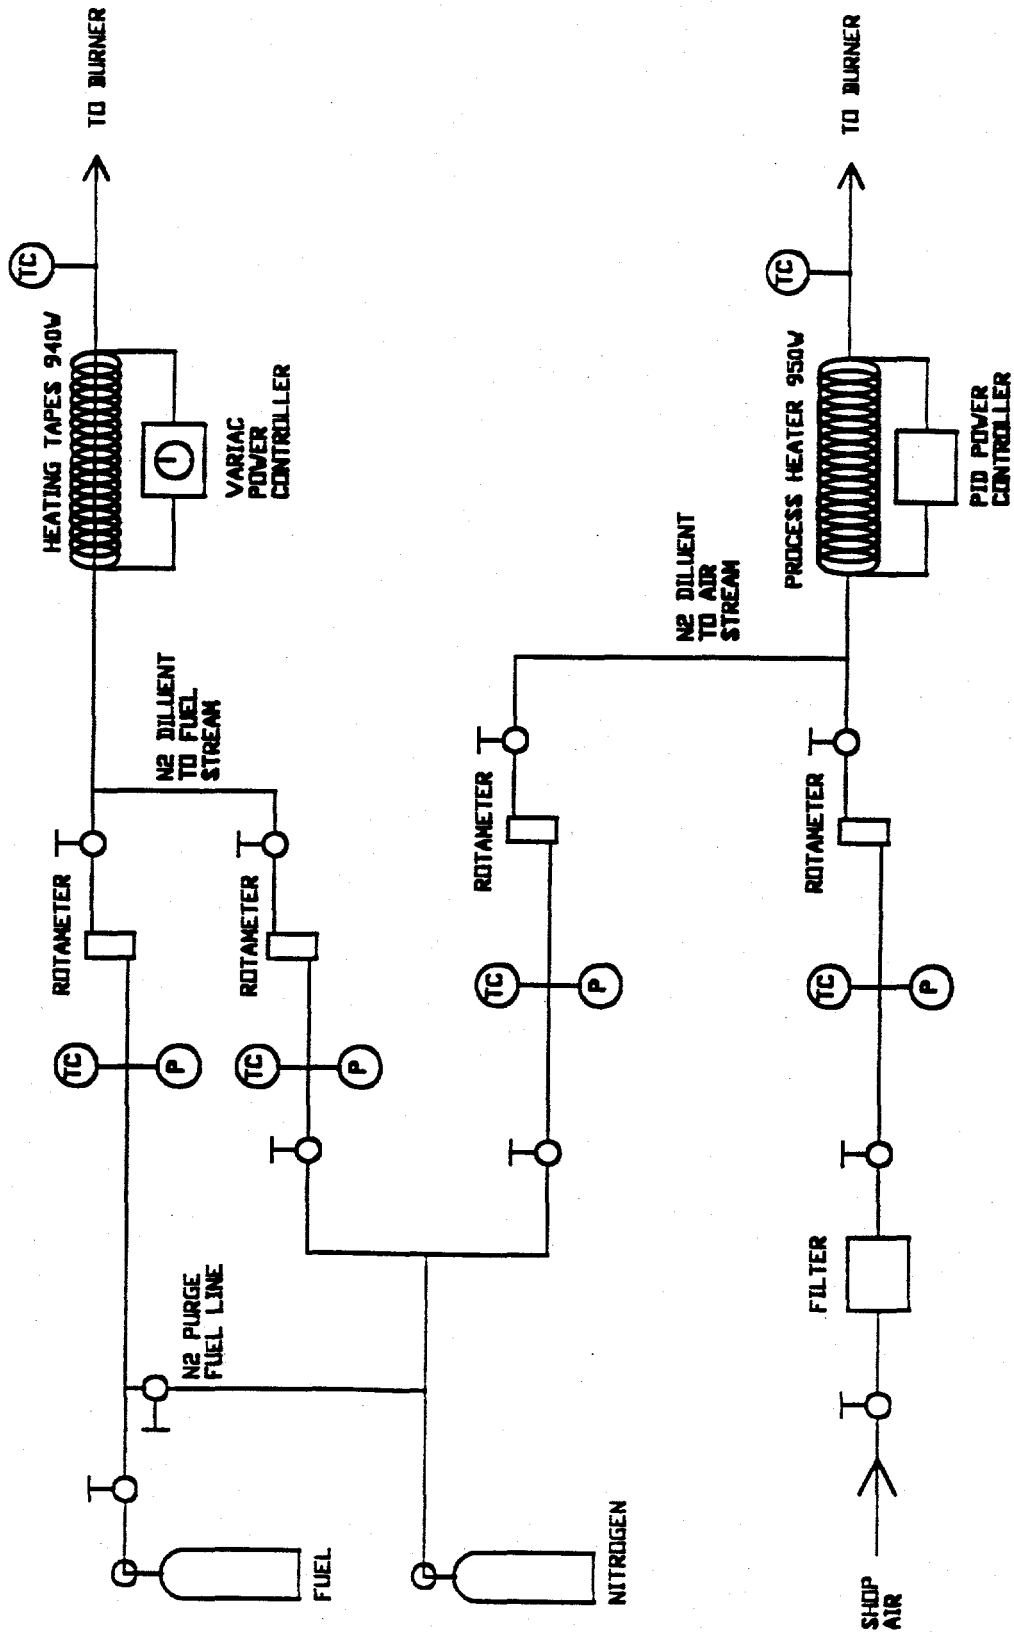 TC
HEATING TAPES 940W
TO BURNER
VARIAC
POWER
CONTROLLER
N2 DILUENT
TO FUEL
STREAM
ROTAMETER
TC
P
ROTAMETER
TC
P
N2 PURGE
FUEL LINE
FUEL
ROTAMETER
TC
P
N2 DILUENT
TO AIR
STREAM
NITROGEN
TC
PROCESS HEATER 950W
TO BURNER
PID POWER
CONTROLLER
ROTAMETER
TC
P
FILTER
SHOP
AIR